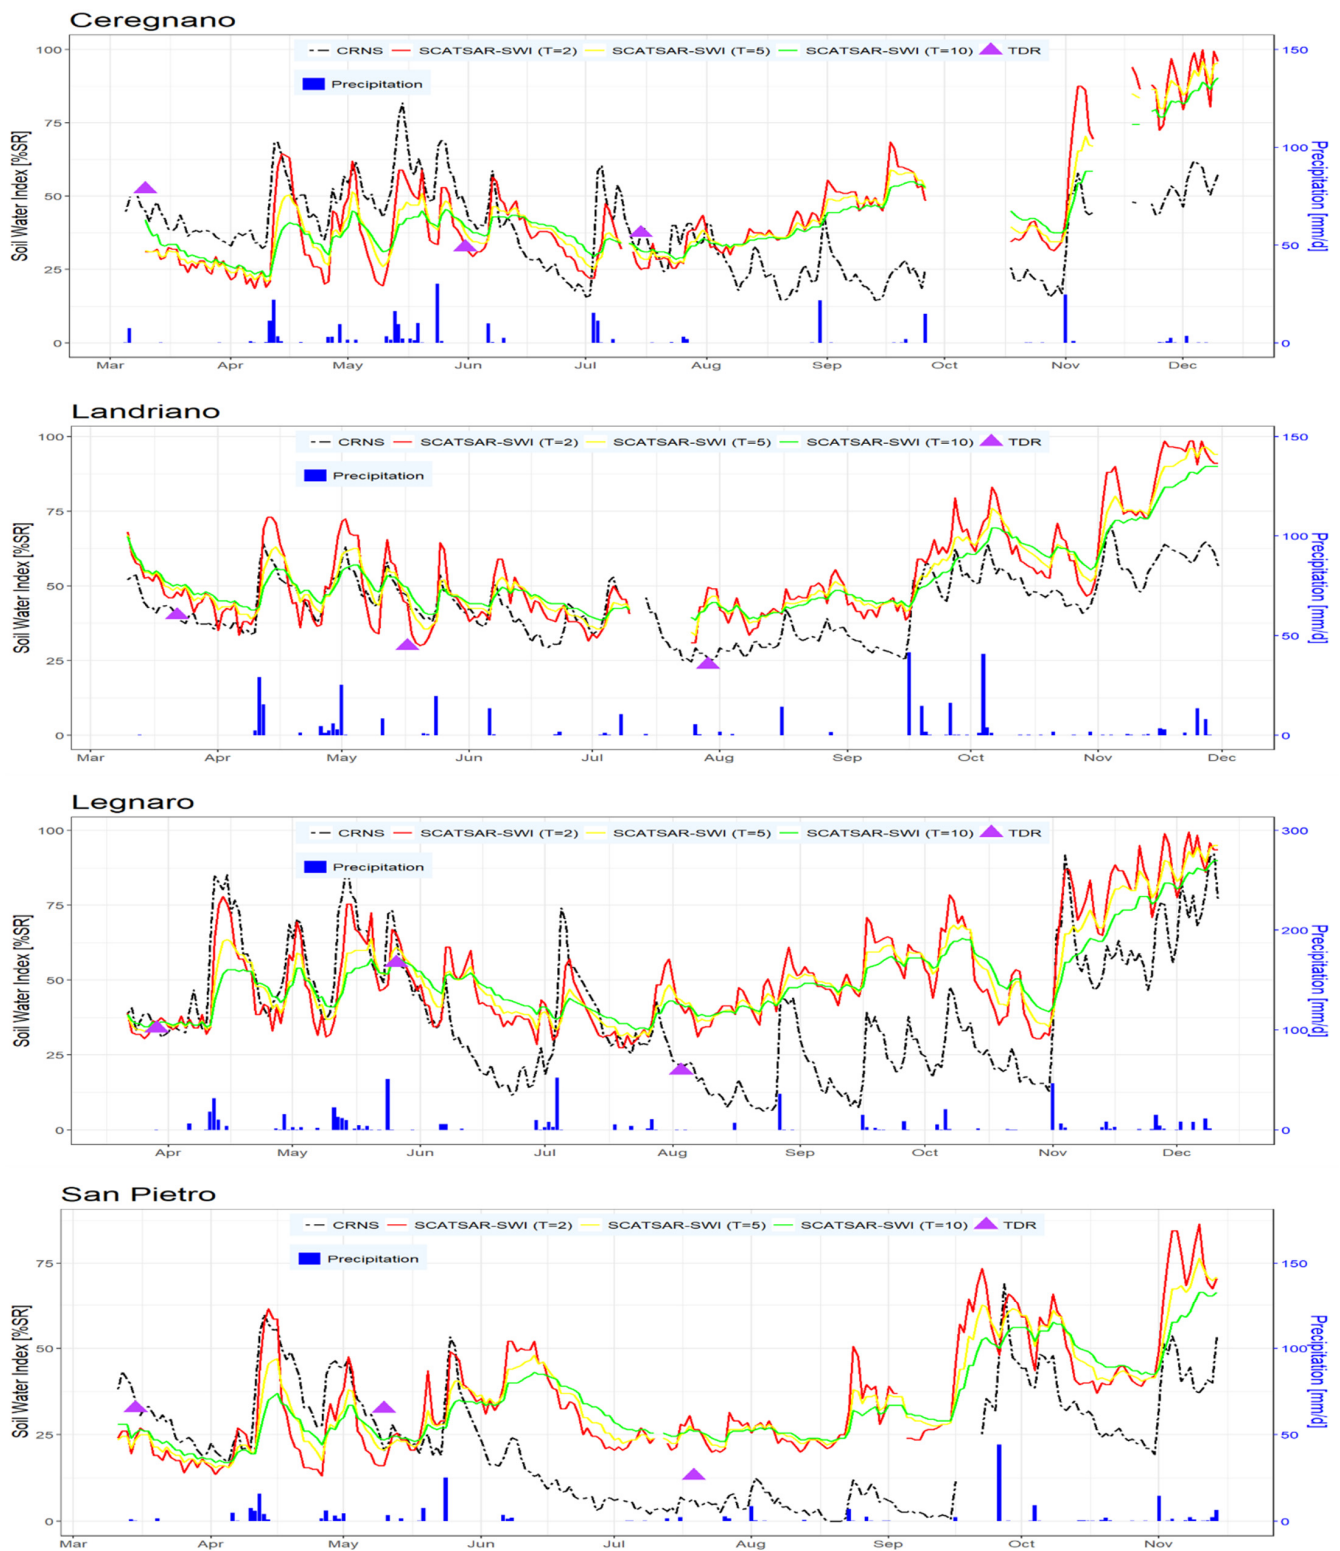 Ceregnano
CRNS SCATSAR-SWI (T=2) SCATSAR-SWI (T=5) SCATSAR-SWI (T=10) TDR
Precipitation
Soil Water Index [%SR]
100
75
50
25
0
Precipitation [mm/d]
150
100
50
0
Mar Apr May Jun Jul Aug Sep Oct Nov Dec
Landriano
CRNS SCATSAR-SWI (T=2) SCATSAR-SWI (T=5) SCATSAR-SWI (T=10) TDR
Precipitation
Soil Water Index [%SR]
100
75
50
25
0
Precipitation [mm/d]
150
100
50
0
Mar Apr May Jun Jul Aug Sep Oct Nov Dec
Legnaro
CRNS SCATSAR-SWI (T=2) SCATSAR-SWI (T=5) SCATSAR-SWI (T=10) TDR
Precipitation
Soil Water Index [%SR]
100
75
50
25
0
Precipitation [mm/d]
300
200
100
0
Apr May Jun Jul Aug Sep Oct Nov Dec
San Pietro
CRNS SCATSAR-SWI (T=2) SCATSAR-SWI (T=5) SCATSAR-SWI (T=10) TDR
Precipitation
Soil Water Index [%SR]
75
50
25
0
Precipitation [mm/d]
150
100
50
0
Mar Apr May Jun Jul Aug Sep Oct Nov